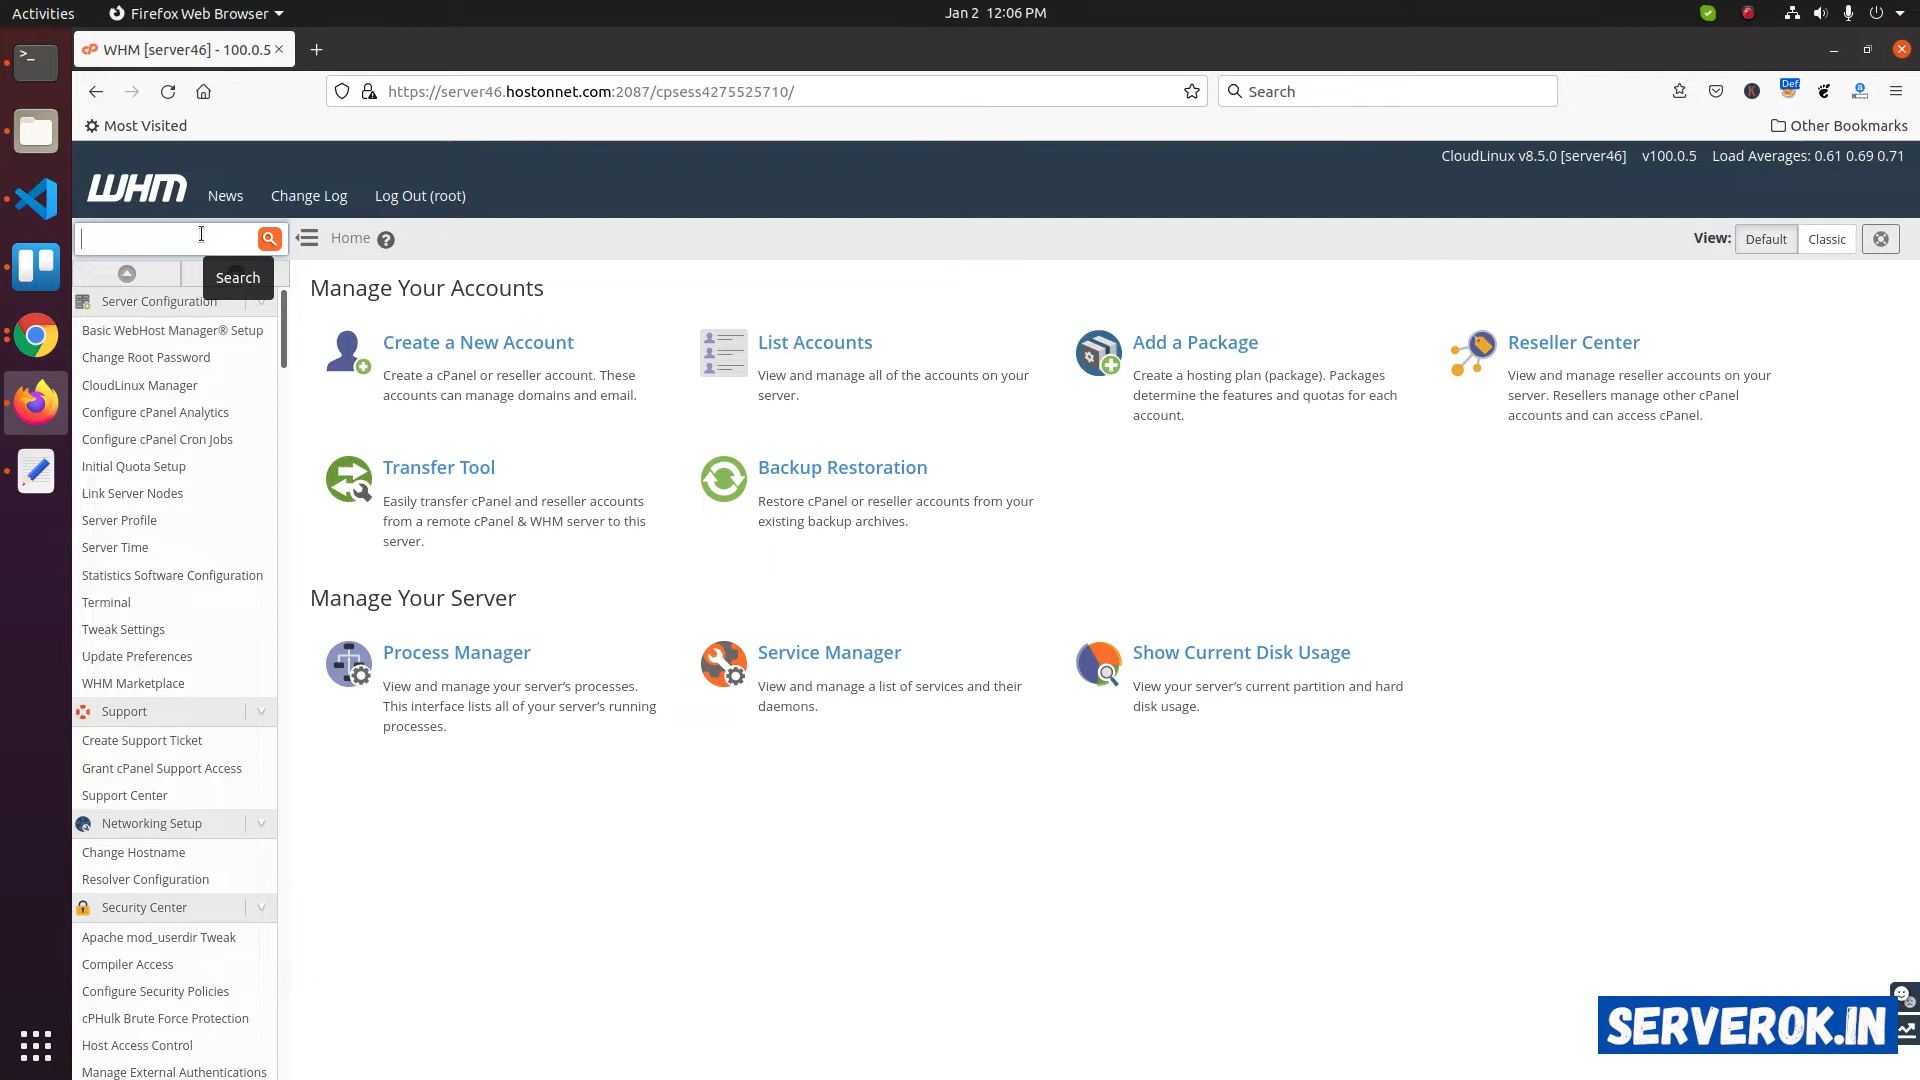 Activities
Firefox Web Browser
Jan 2 12:06 PM
WHM [server46] - 100.0.5
https://server46.hostonnet.com:2087/cpsess4275525710/
Search
Most Visited
Other Bookmarks
CloudLinux v8.5.0 [server46] v100.0.5 Load Averages: 0.61 0.69 0.71
WHM
News
Change Log
Log Out (root)
Home
View:
Default
Classic
Search
Server Configuration
Basic WebHost Manager® Setup
Change Root Password
CloudLinux Manager
Configure cPanel Analytics
Configure cPanel Cron Jobs
Initial Quota Setup
Link Server Nodes
Server Profile
Server Time
Statistics Software Configuration
Terminal
Tweak Settings
Update Preferences
WHM Marketplace
Support
Create Support Ticket
Grant cPanel Support Access
Support Center
Networking Setup
Change Hostname
Resolver Configuration
Security Center
Apache mod_userdir Tweak
Compiler Access
Configure Security Policies
cPHulk Brute Force Protection
Host Access Control
Manage External Authentications
Manage Your Accounts
Create a New Account
Create a cPanel or reseller account. These
accounts can manage domains and email.
List Accounts
View and manage all of the accounts on your
server.
Add a Package
Create a hosting plan (package). Packages
determine the features and quotas for each
account.
Reseller Center
View and manage reseller accounts on your
server. Resellers manage other cPanel
accounts and can access cPanel.
Transfer Tool
Easily transfer cPanel and reseller accounts
from a remote cPanel & WHM server to this
server.
Backup Restoration
Restore cPanel or reseller accounts from your
existing backup archives.
Manage Your Server
Process Manager
View and manage your server’s processes.
This interface lists all of your server’s running
processes.
Service Manager
View and manage a list of services and their
daemons.
Show Current Disk Usage
View your server’s current partition and hard
disk usage.
SERVEROK.IN